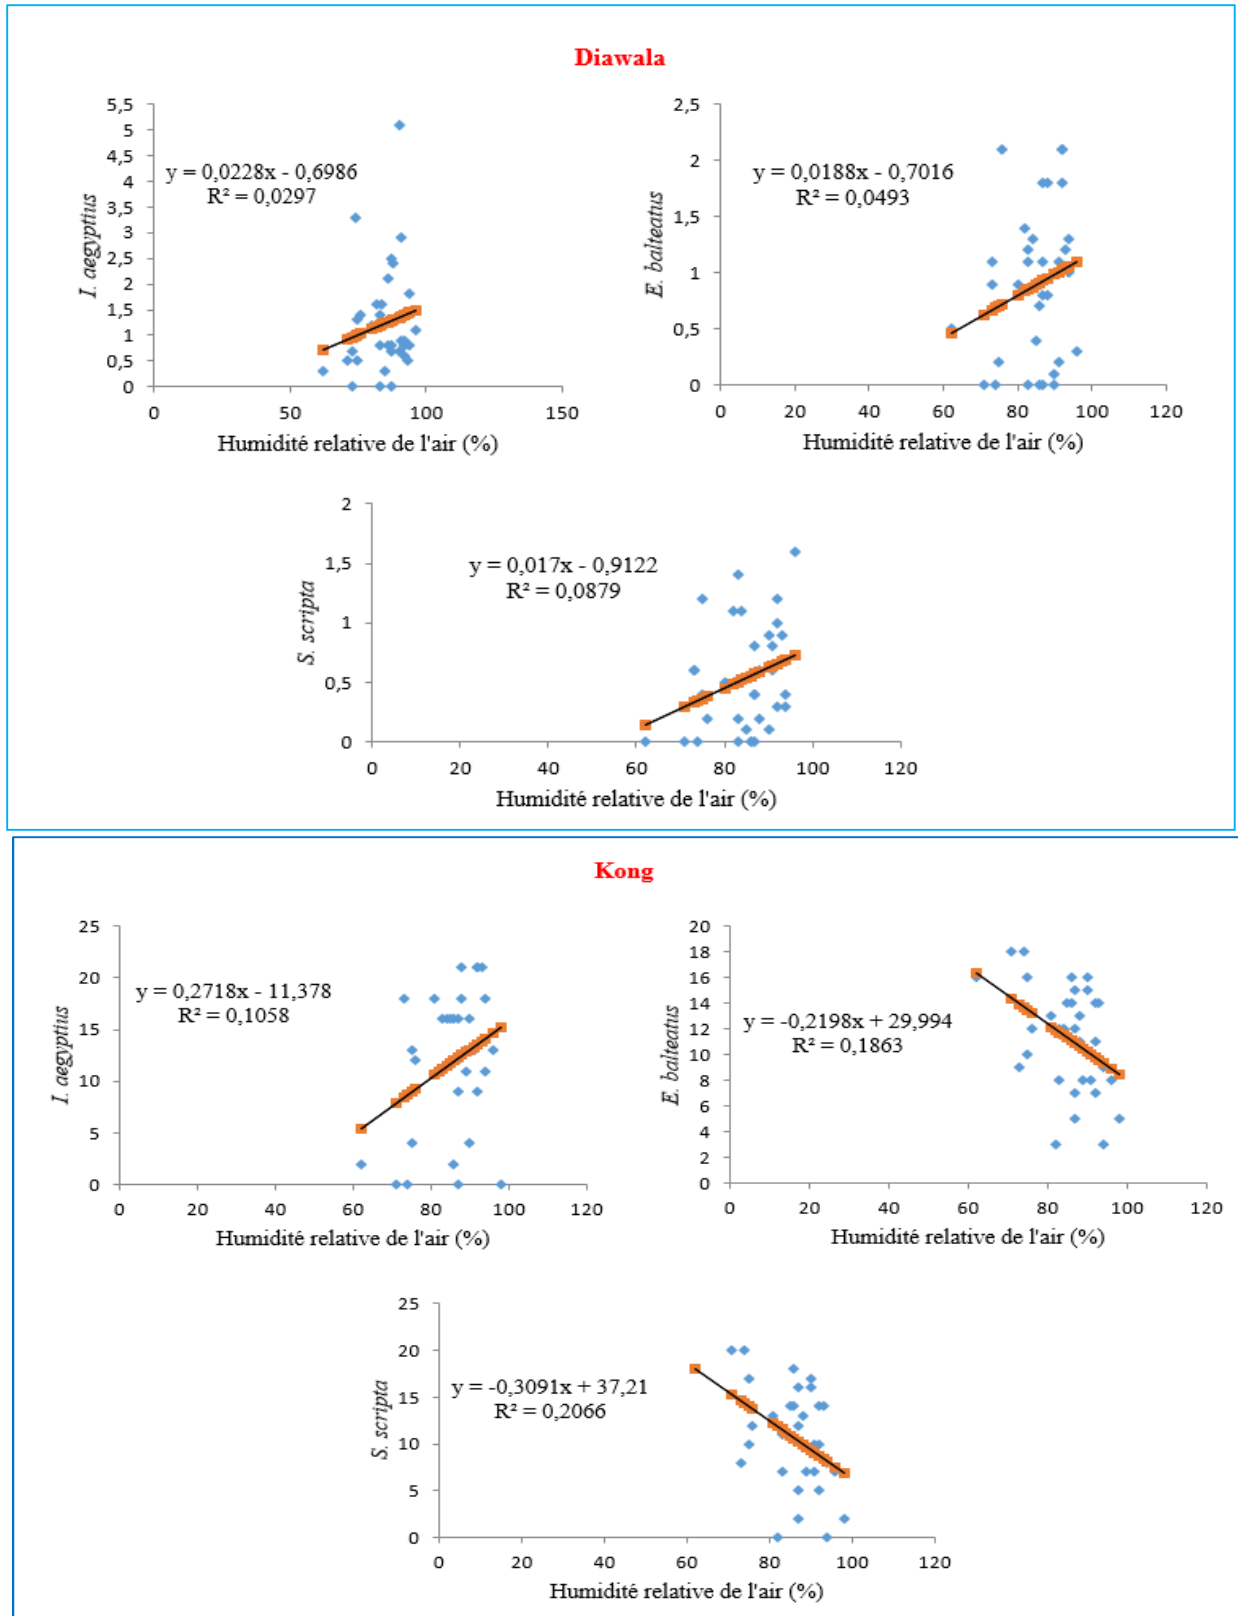 Diawala
5,5
5
4,5
4
3,5
3
2,5
2
1,5
1
0,5
0
I. aegyptius
y = 0,0228x - 0,6986
R² = 0,0297
0 50 100 150
Humidité relative de l'air (%)
2,5
2
1,5
1
0,5
0
E. balteatus
y = 0,0188x - 0,7016
R² = 0,0493
0 20 40 60 80 100 120
Humidité relative de l'air (%)
2
1,5
1
0,5
0
S. scripta
y = 0,017x - 0,9122
R² = 0,0879
0 20 40 60 80 100 120
Humidité relative de l'air (%)
Kong
25
20
15
10
5
0
I. aegyptius
y = 0,2718x - 11,378
R² = 0,1058
0 20 40 60 80 100 120
Humidité relative de l'air (%)
20
18
16
14
12
10
8
6
4
2
0
E. balteatus
y = -0,2198x + 29,994
R² = 0,1863
0 20 40 60 80 100 120
Humidité relative de l'air (%)
25
20
15
10
5
0
S. scripta
y = -0,3091x + 37,21
R² = 0,2066
0 20 40 60 80 100 120
Humidité relative de l'air (%)